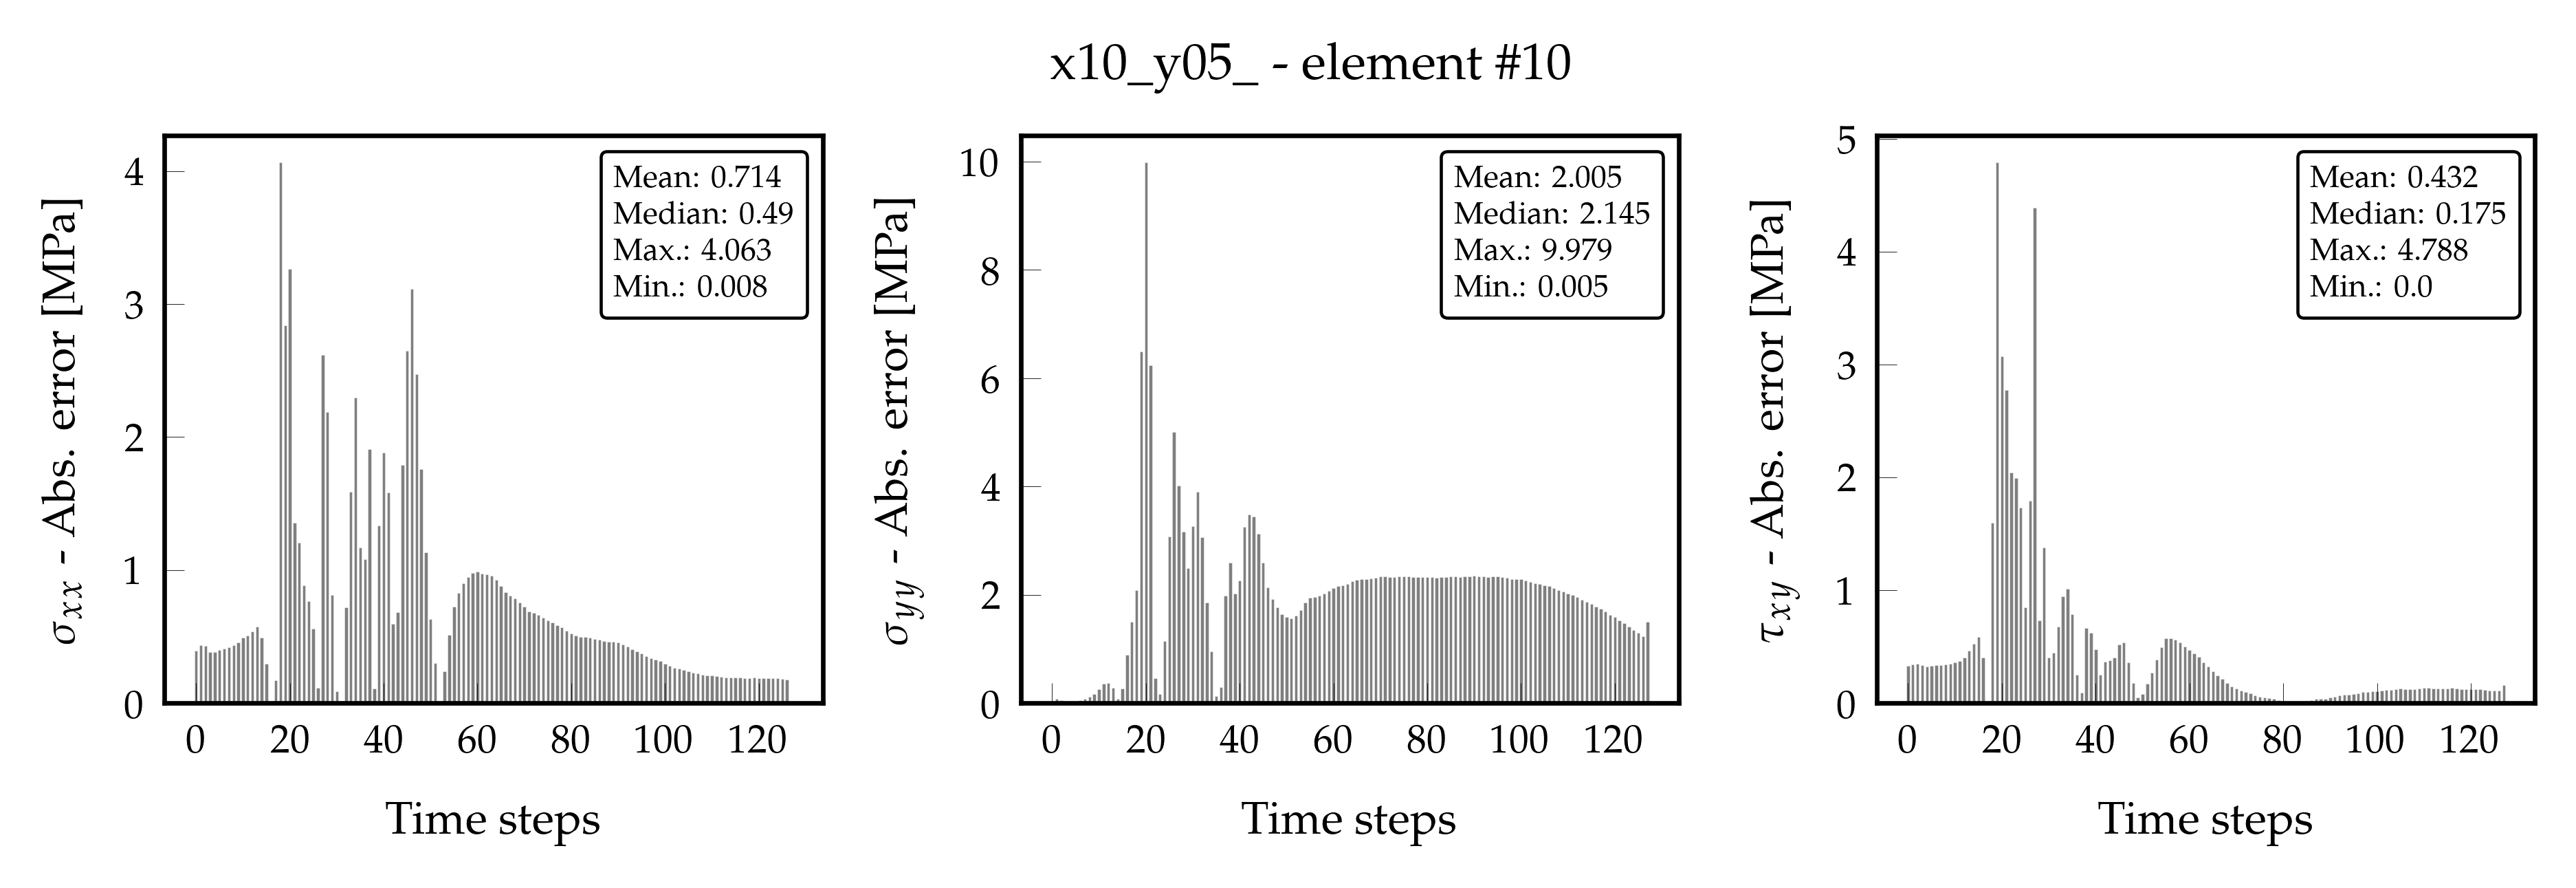 x10_y05_ - element #10
σxx - Abs. error [MPa]
4
3
2
1
0
0 20 40 60 80 100 120
Time steps
Mean: 0.714
Median: 0.49
Max.: 4.063
Min.: 0.008
σyy - Abs. error [MPa]
10
8
6
4
2
0
0 20 40 60 80 100 120
Time steps
Mean: 2.005
Median: 2.145
Max.: 9.979
Min.: 0.005
τxy - Abs. error [MPa]
5
4
3
2
1
0
0 20 40 60 80 100 120
Time steps
Mean: 0.432
Median: 0.175
Max.: 4.788
Min.: 0.0